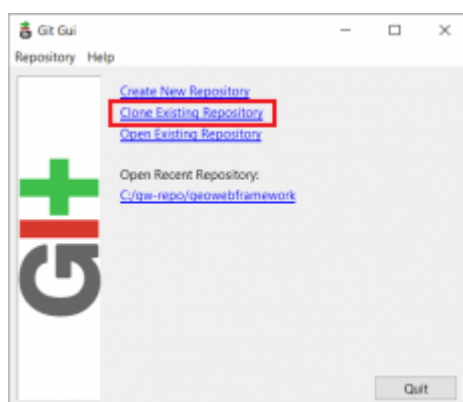 Git Gui
Repository Help
Create New Repository
Clone Existing Repository
Open Existing Repository
Open Recent Repository:
C:/gw-repo/geowebframework
GIt
Quit